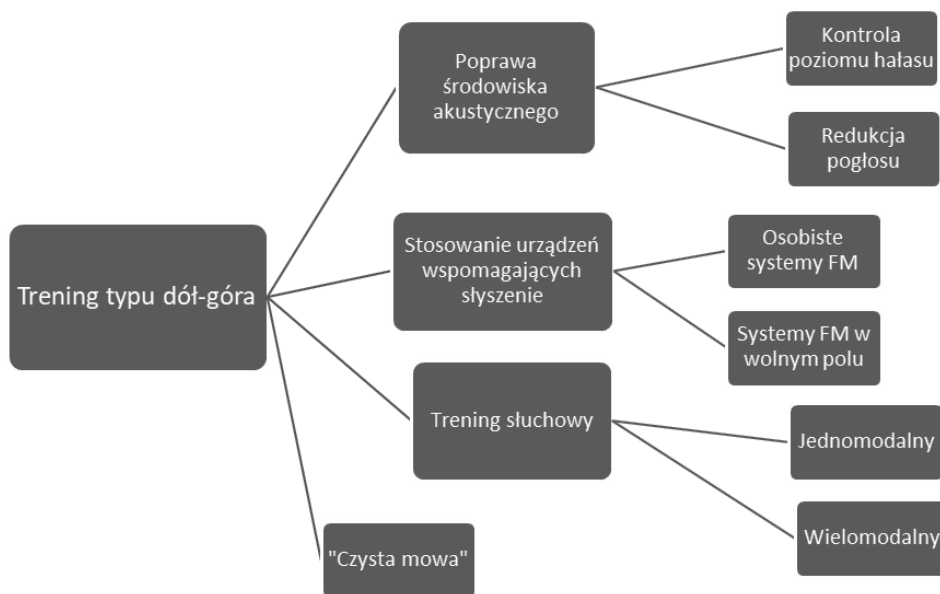 Trening typu dół-góra
Poprawa
środowiska
akustycznego
Kontrola
poziomu hałasu
Redukcja
pogłosu
Stosowanie urządzeń
wspomagających
słyszenie
Osobiste
systemy FM
Systemy FM w
wolnym polu
Trening słuchowy
Jednomodalny
Wielomodalny
"Czysta mowa"